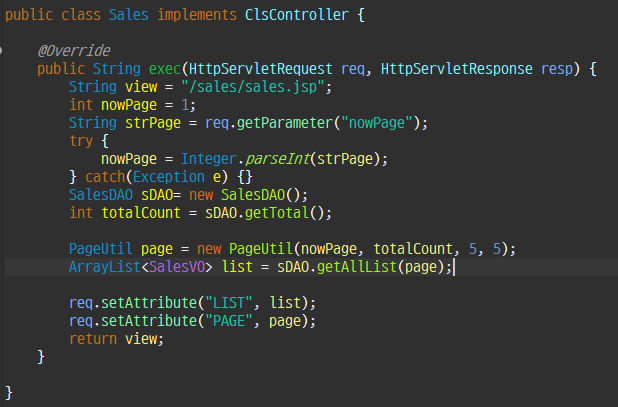 public class Sales implements ClsController {
@Override
public String exec(HttpServletRequest req, HttpServletResponse resp) {
String view = "/sales/sales.jsp";
int nowPage = 1;
String strPage = req.getParameter("nowPage");
try {
nowPage = Integer.parseInt(strPage);
} catch(Exception e) {}
SalesDAO sDAO= new SalesDAO();
int totalCount = sDAO.getTotal();
PageUtil page = new PageUtil(nowPage, totalCount, 5, 5);
ArrayList<SalesVO> list = sDAO.getAllList(page);
req.setAttribute("LIST", list);
req.setAttribute("PAGE", page);
return view;
}
}